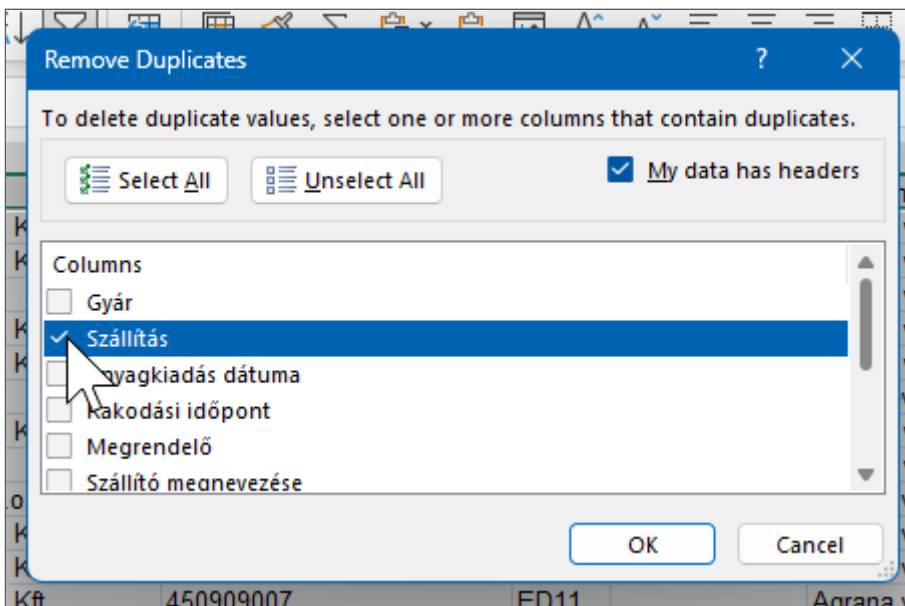 Remove Duplicates
?
To delete duplicate values, select one or more columns that contain duplicates.
Select All
Unselect All
My data has headers
Columns
Gyár
Szállítás
dátuma
időpont
Megrendelő
Szállító megnevezése
OK
Cancel
Kft 450909007 ED11 Agrana